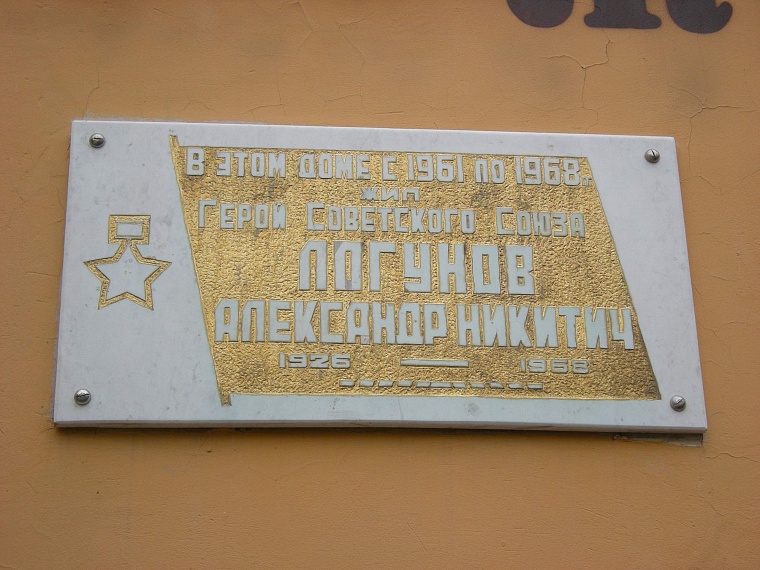 В ЭТОМ ДОМЕ С 1961 ПО 1968г.
ЖИЛ
ГЕРОЙ СОВЕТСКОГО СОЮЗА
ЛОГУНОВ
АЛЕКСАНДР НИКИТИЧ
1926 — 1968